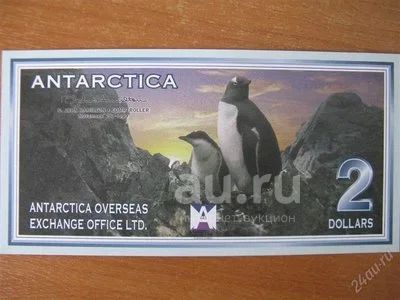 ANTARCTICA
ANTARCTICA OVERSEAS
EXCHANGE OFFICE LTD.
2
DOLLARS
au.ru
24au.ru